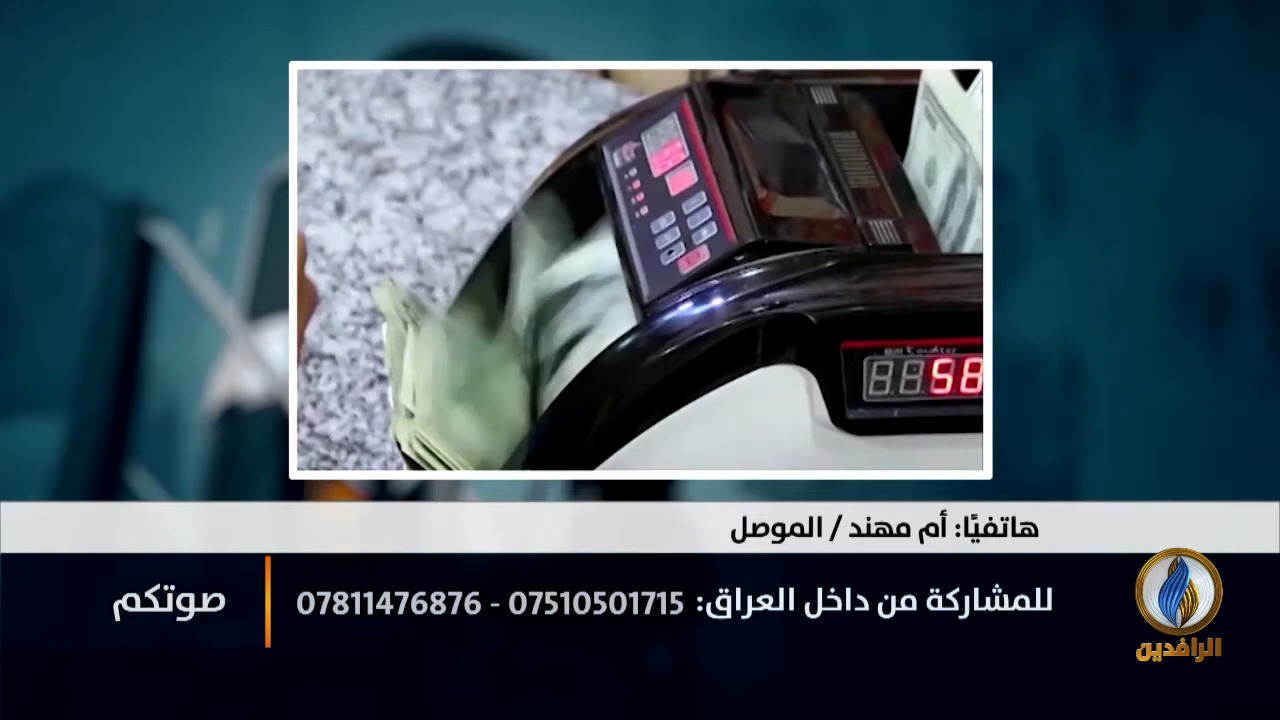 Bill Counter
58
هاتفيًا: أم مهند / الموصل
للمشاركة من داخل العراق: 07510501715 - 07811476876
صوتكم
الرافدين